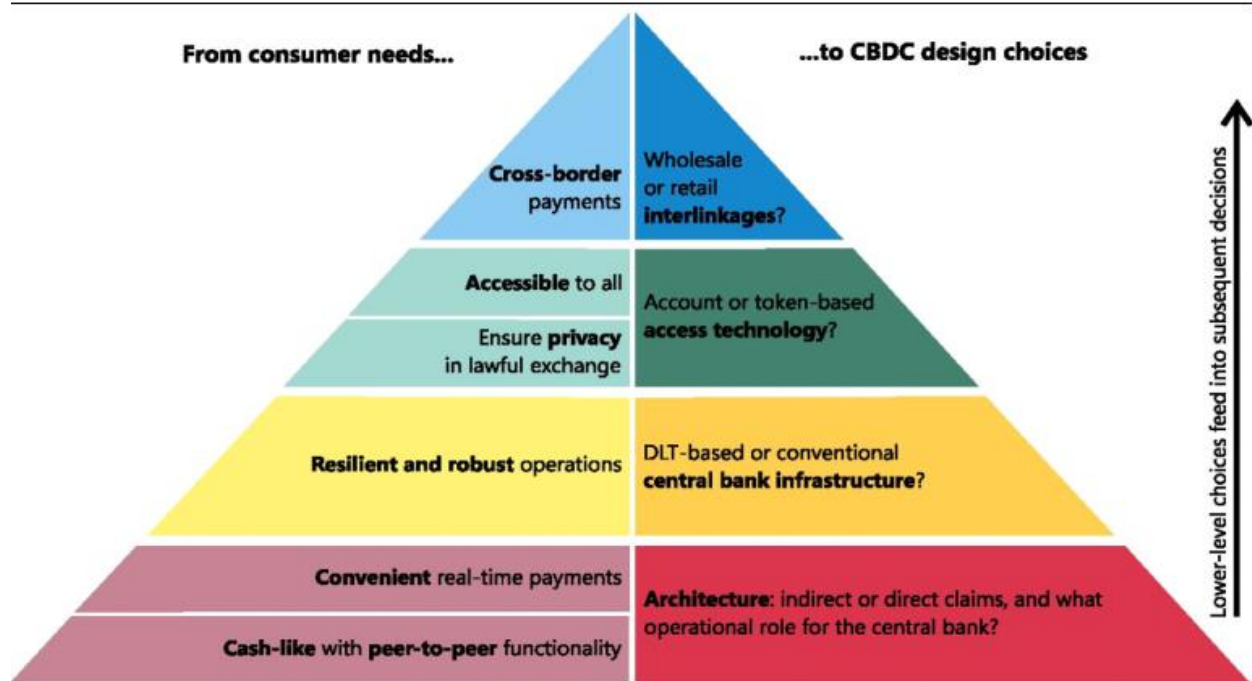 From consumer needs...
...to CBDC design choices
Cross-border
payments
Wholesale
or retail
interlinkages?
Accessible to all
Ensure privacy
in lawful exchange
Account or token-based
access technology?
Resilient and robust operations
DLT-based or conventional
central bank infrastructure?
Convenient real-time payments
Cash-like with peer-to-peer functionality
Architecture: indirect or direct claims, and what
operational role for the central bank?
Lower-level choices feed into subsequent decisions